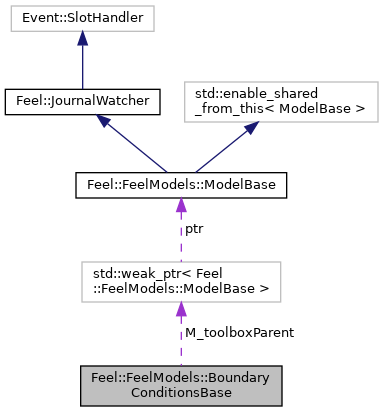 Event::SlotHandler
Feel::JournalWatcher
std::enable_shared
_from_this< ModelBase >
Feel::FeelModels::ModelBase
ptr
std::weak_ptr< Feel
::FeelModels::ModelBase >
M_toolboxParent
Feel::FeelModels::Boundary
ConditionsBase